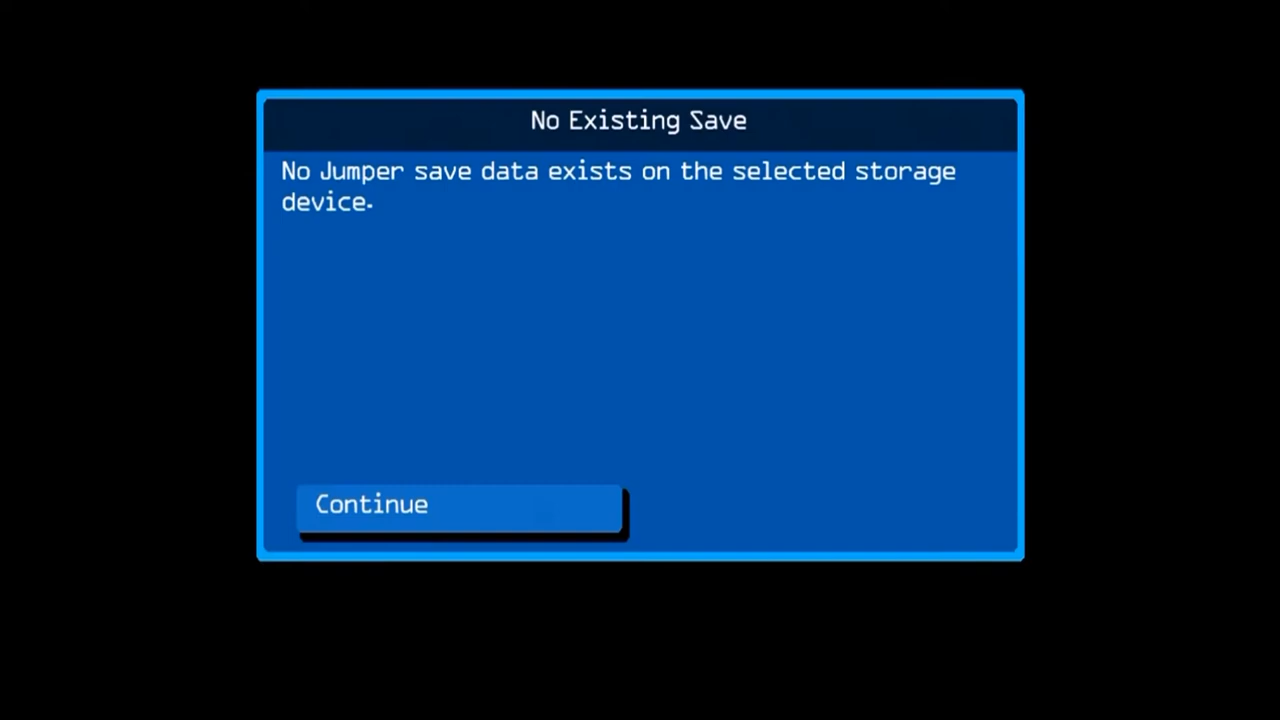 No Existing Save
No Jumper save data exists on the selected storage
device.
Continue